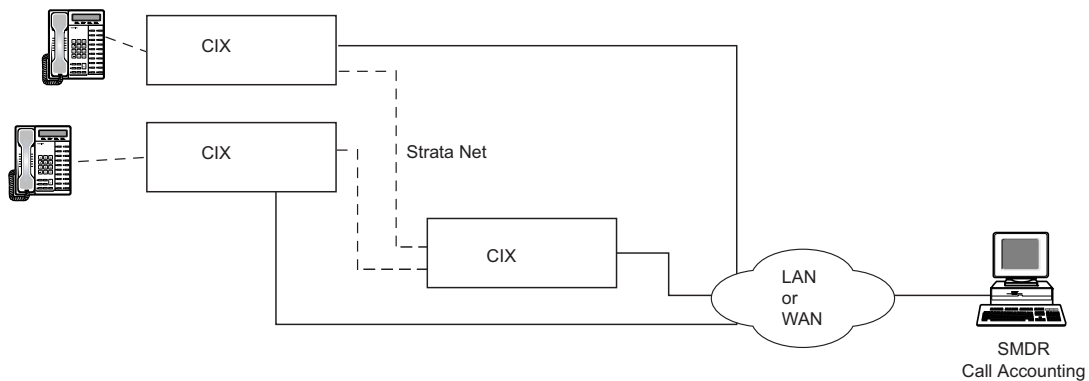 CIX
CIX
Strata Net
CIX
LAN
or
WAN
SMDR
Call Accounting